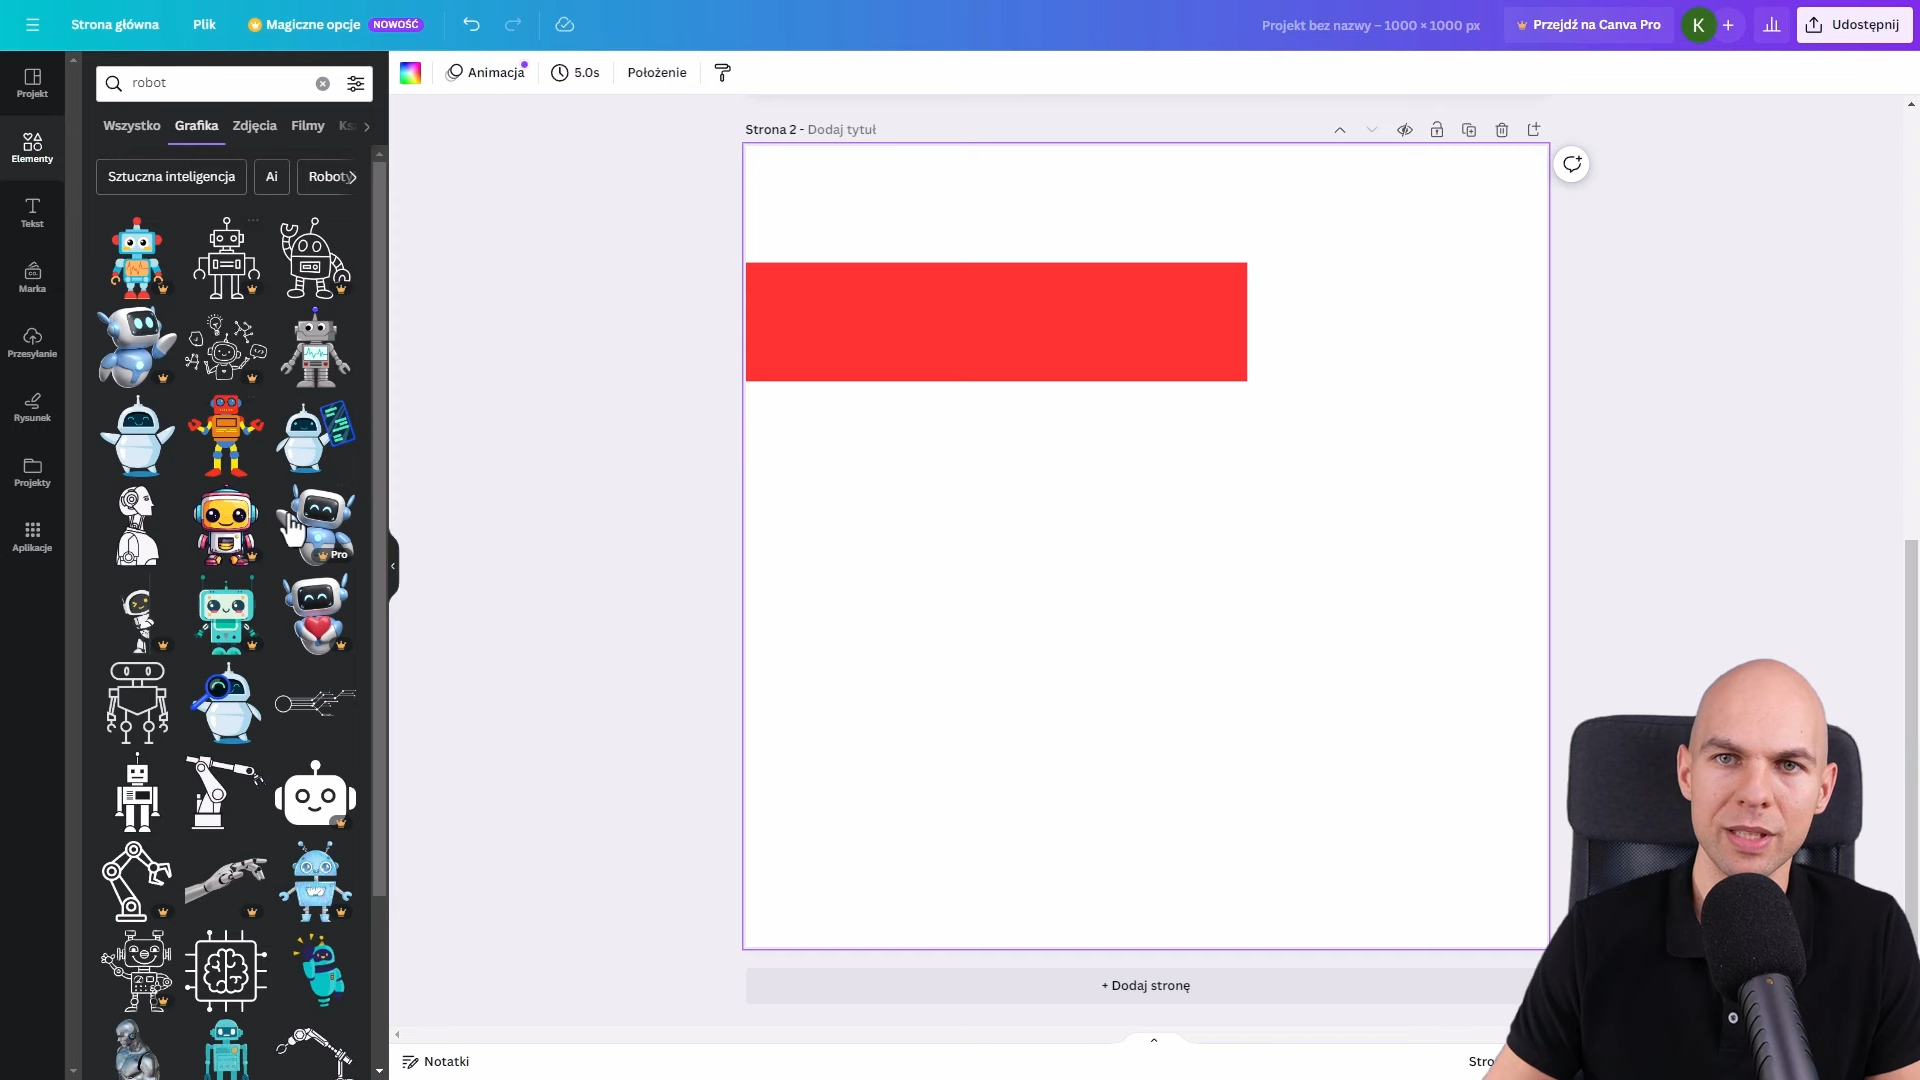 Strona główna
Plik
Magiczne opcje NOWOŚĆ
Projekt bez nazwy – 1000 × 1000 px
Przejdź na Canva Pro
K
Udostępnij
Projekt
Elementy
Tekst
Marka
Przesyłanie
Rysunek
Projekty
Aplikacje
robot
Wszystko
Grafika
Zdjęcia
Filmy
Sztuczna inteligencja
Ai
Roboty
Pro
Animacja
5.0s
Położenie
Strona 2 - Dodaj tytuł
+ Dodaj stronę
Notatki